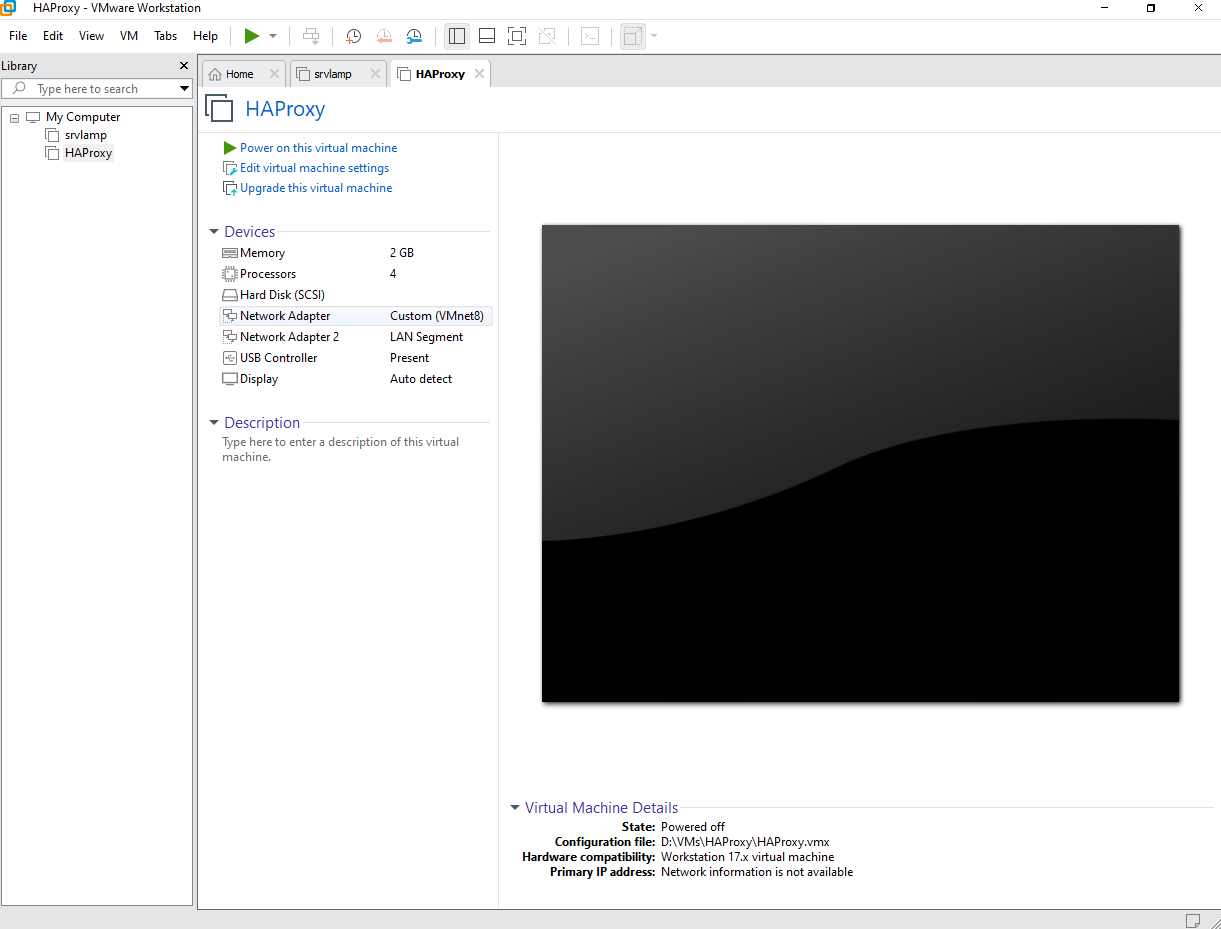 HAProxy - VMware Workstation
File Edit View VM Tabs Help
Library
Type here to search
My Computer
srvlamp
HAProxy
Home srvlamp HAProxy
HAProxy
Power on this virtual machine
Edit virtual machine settings
Upgrade this virtual machine
Devices
Memory 2 GB
Processors 4
Hard Disk (SCSI)
Network Adapter Custom (VMnet8)
Network Adapter 2 LAN Segment
USB Controller Present
Display Auto detect
Description
Type here to enter a description of this virtual
machine.
Virtual Machine Details
State: Powered off
Configuration file: D:\VMs\HAProxy\HAProxy.vmx
Hardware compatibility: Workstation 17.x virtual machine
Primary IP address: Network information is not available